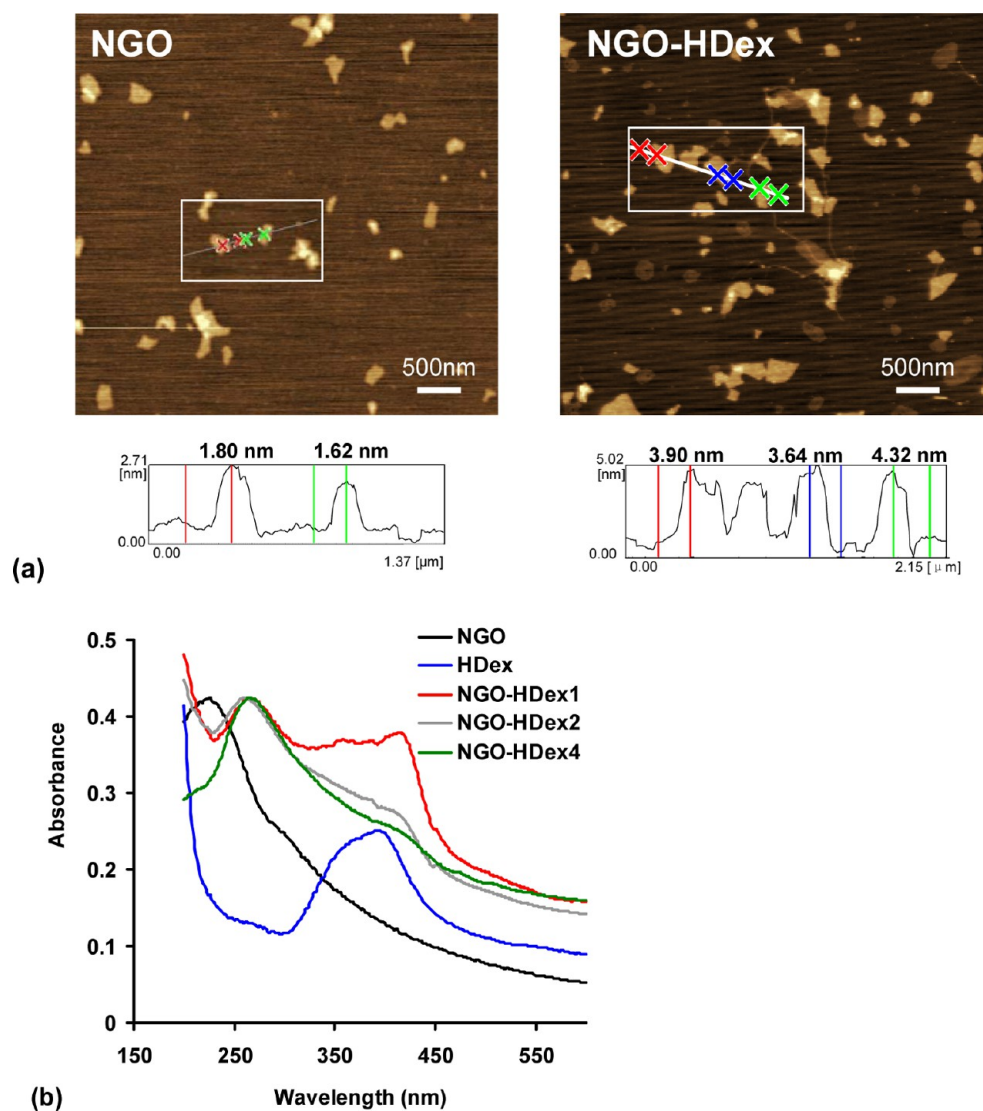 NGO
NGO-HDex
500nm
500nm
1.80 nm 1.62 nm
2.71
[nm]
0.00
0.00
1.37 [µm]
3.90 nm 3.64 nm 4.32 nm
5.02
[nm]
0.00
0.00
2.15 [μm]
(a)
NGO
HDex
NGO-HDex1
NGO-HDex2
NGO-HDex4
0.5
0.4
0.3
0.2
0.1
0
Absorbance
150 250 350 450 550
Wavelength (nm)
(b)